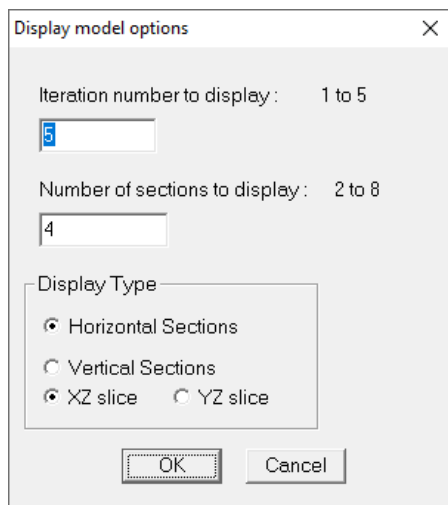 Display model options
Iteration number to display : 1 to 5
5
Number of sections to display : 2 to 8
4
Display Type
Horizontal Sections
Vertical Sections
XZ slice YZ slice
OK Cancel